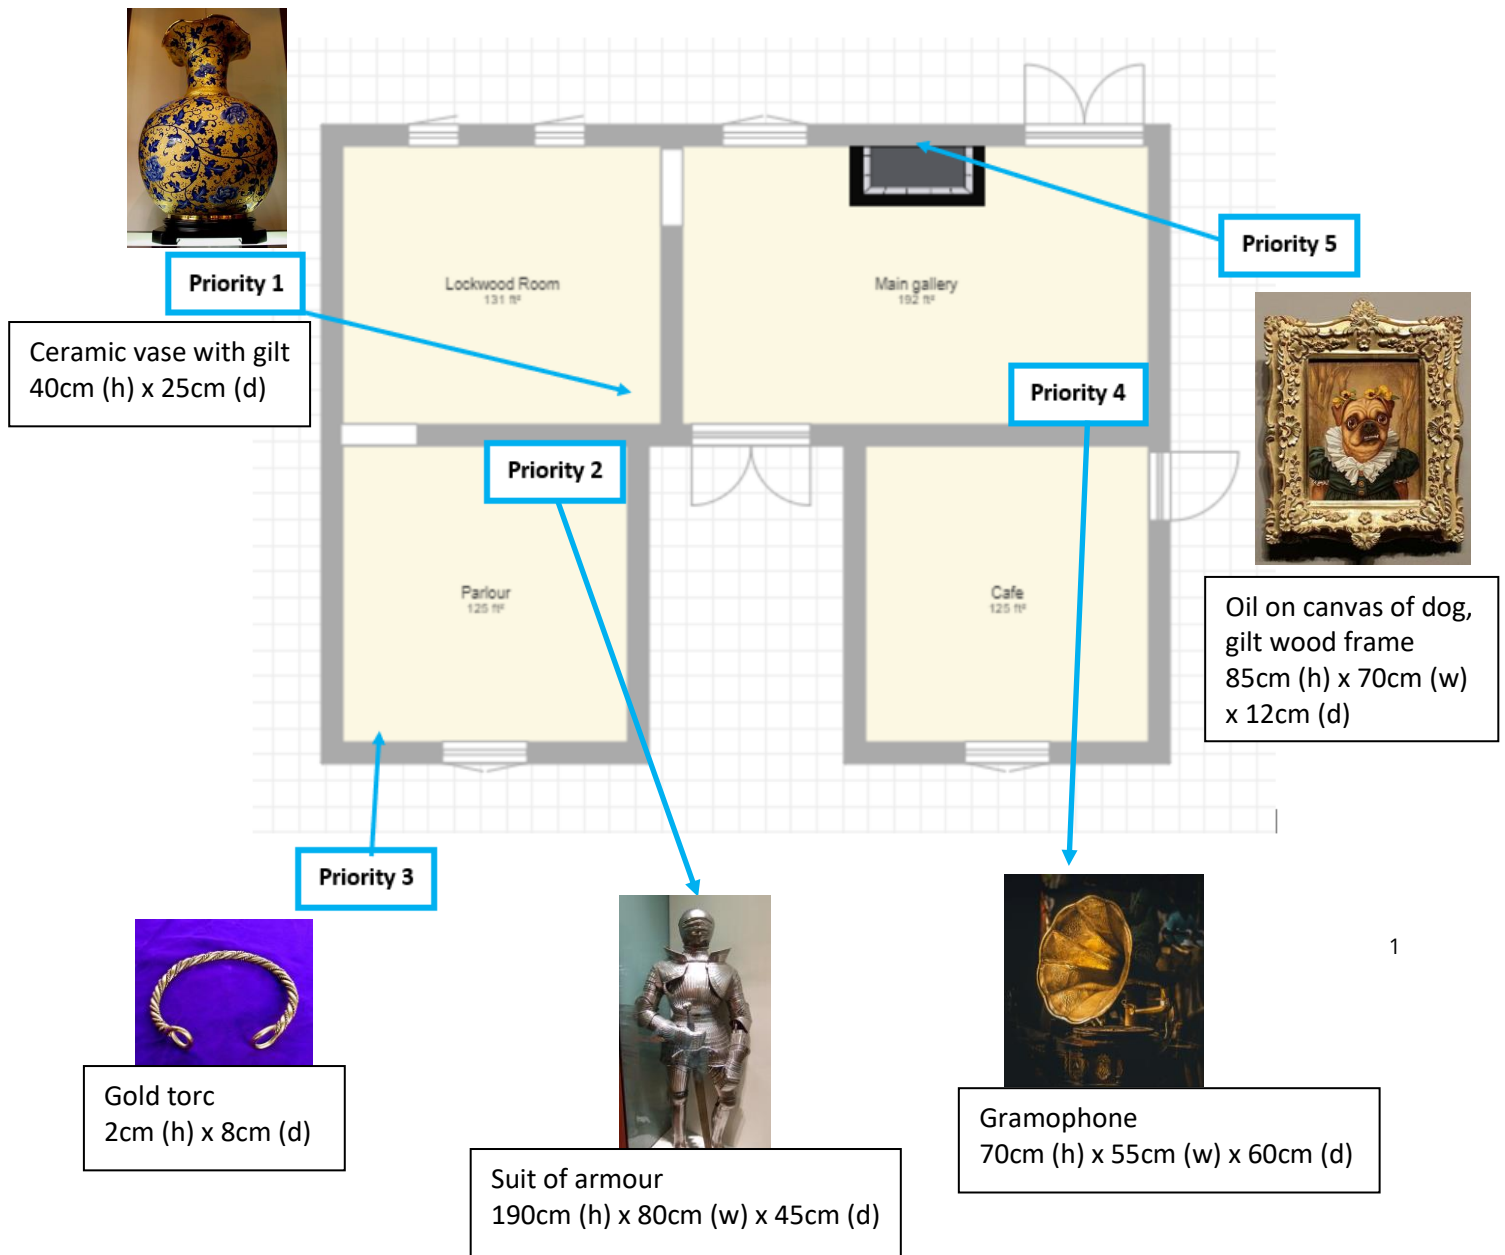 Priority 1
Ceramic vase with gilt
40cm (h) x 25cm (d)
Lockwood Room
131 ft²
Main gallery
192 ft²
Priority 5
Priority 4
Priority 2
Oil on canvas of dog,
gilt wood frame
85cm (h) x 70cm (w)
x 12cm (d)
Parlour
125 ft²
Cafe
125 ft²
Priority 3
1
Gold torc
2cm (h) x 8cm (d)
Suit of armour
190cm (h) x 80cm (w) x 45cm (d)
Gramophone
70cm (h) x 55cm (w) x 60cm (d)